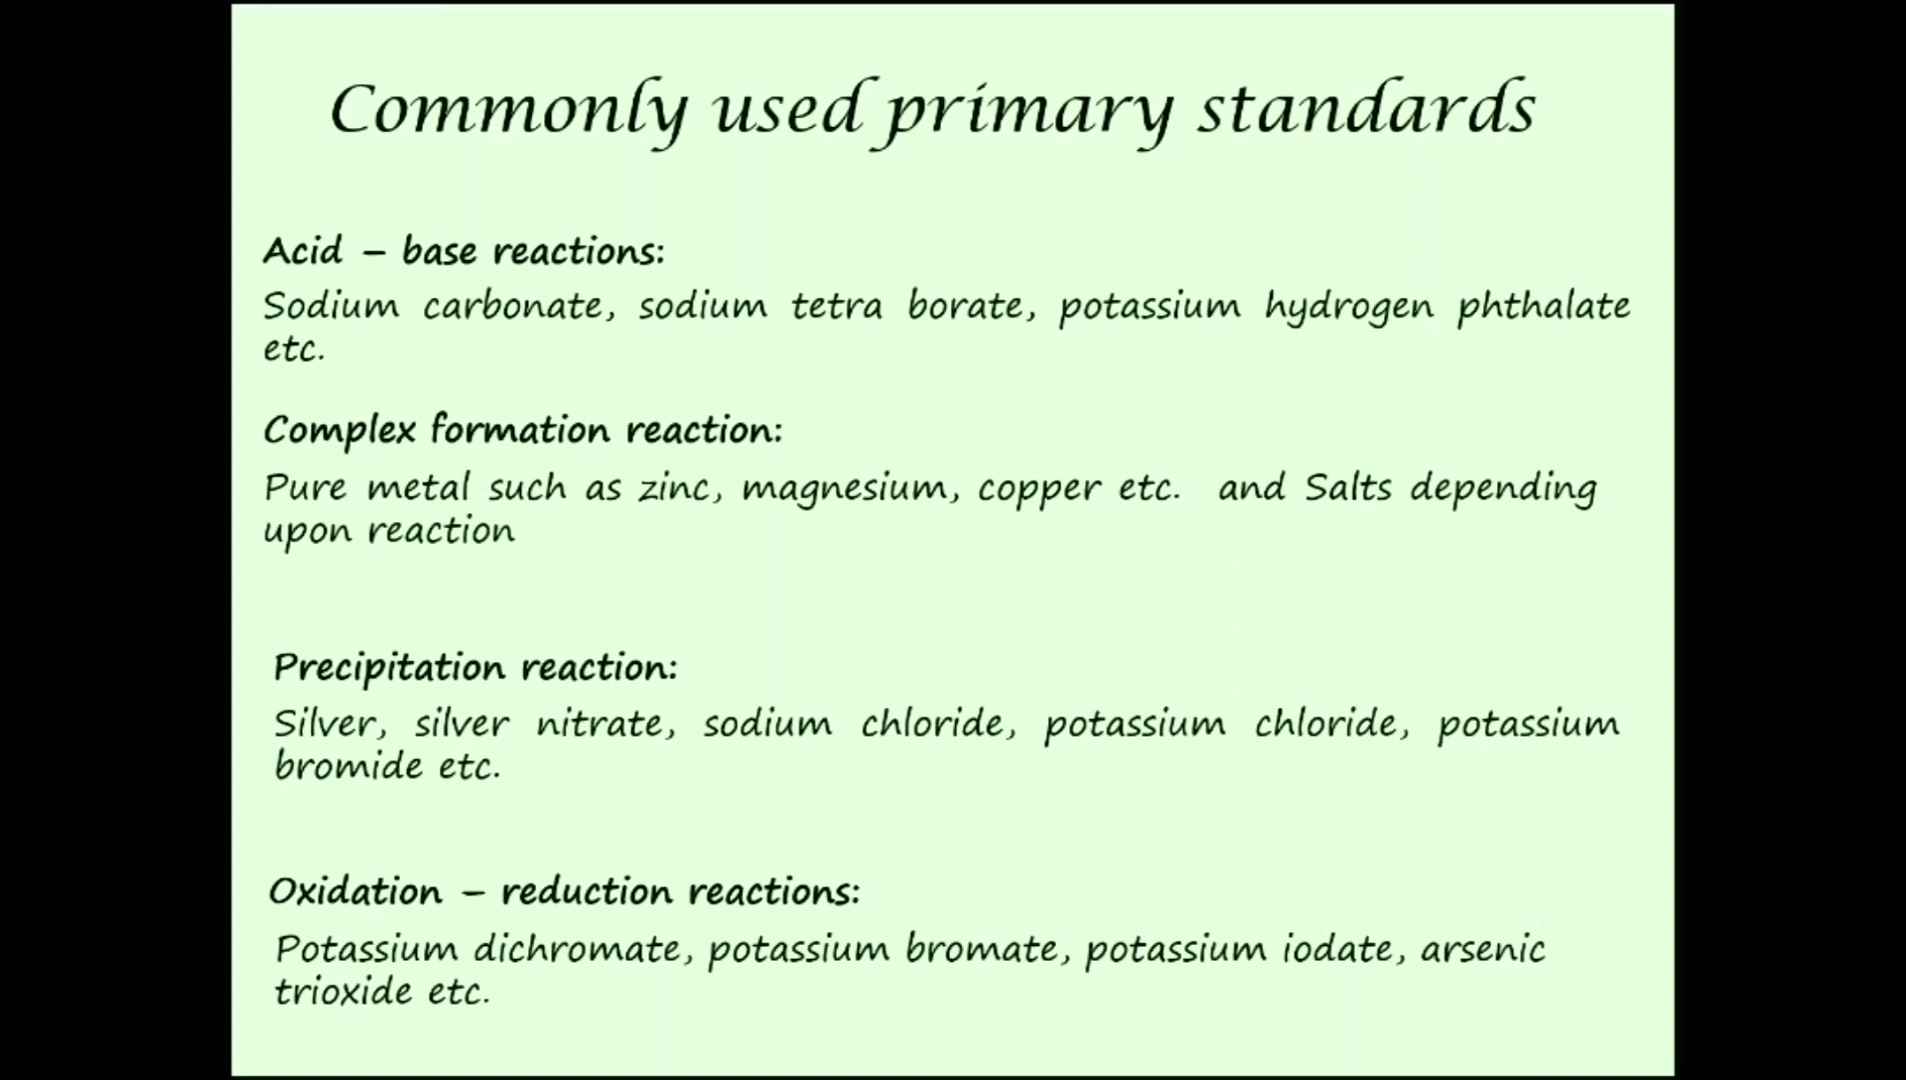 Commonly used primary standards
Acid – base reactions:
Sodium carbonate, sodium tetra borate, potassium hydrogen phthalate
etc.
Complex formation reaction:
Pure metal such as zinc, magnesium, copper etc. and Salts depending
upon reaction
Precipitation reaction:
Silver, silver nitrate, sodium chloride, potassium chloride, potassium
bromide etc.
Oxidation – reduction reactions:
Potassium dichromate, potassium bromate, potassium iodate, arsenic
trioxide etc.